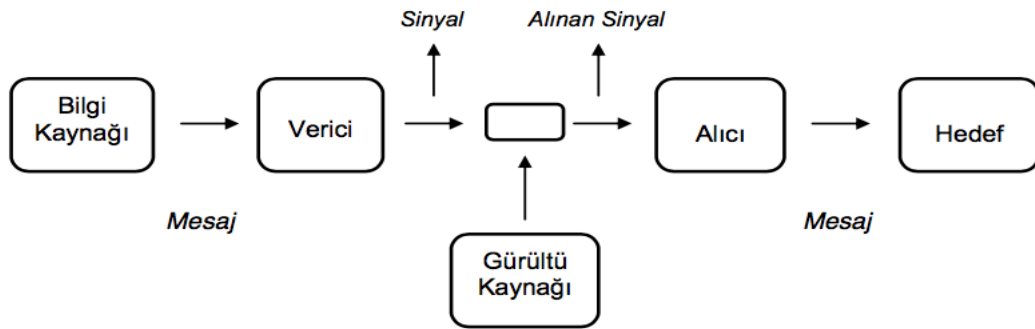 Sinyal
Alınan Sinyal
Bilgi
Kaynağı
Verici
Alıcı
Hedef
Mesaj
Mesaj
Gürültü
Kaynağı